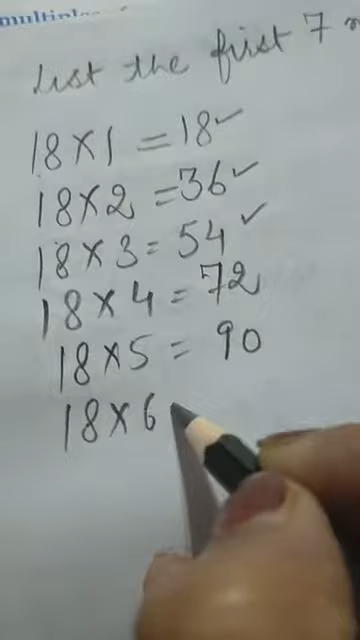 multiples
List the first 7
18 × 1 = 18 ✓
18 × 2 = 36 ✓
18 × 3 = 54 ✓
18 × 4 = 72
18 × 5 = 90
18 × 6